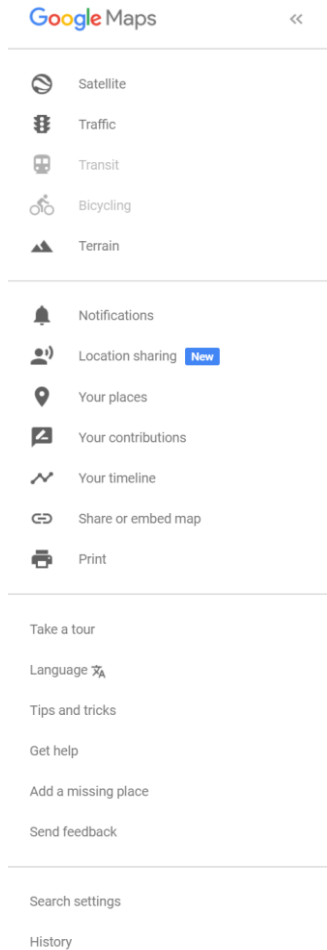 Google Maps
Satellite
Traffic
Transit
Bicycling
Terrain
Notifications
Location sharing New
Your places
Your contributions
Your timeline
Share or embed map
Print
Take a tour
Language
Tips and tricks
Get help
Add a missing place
Send feedback
Search settings
History